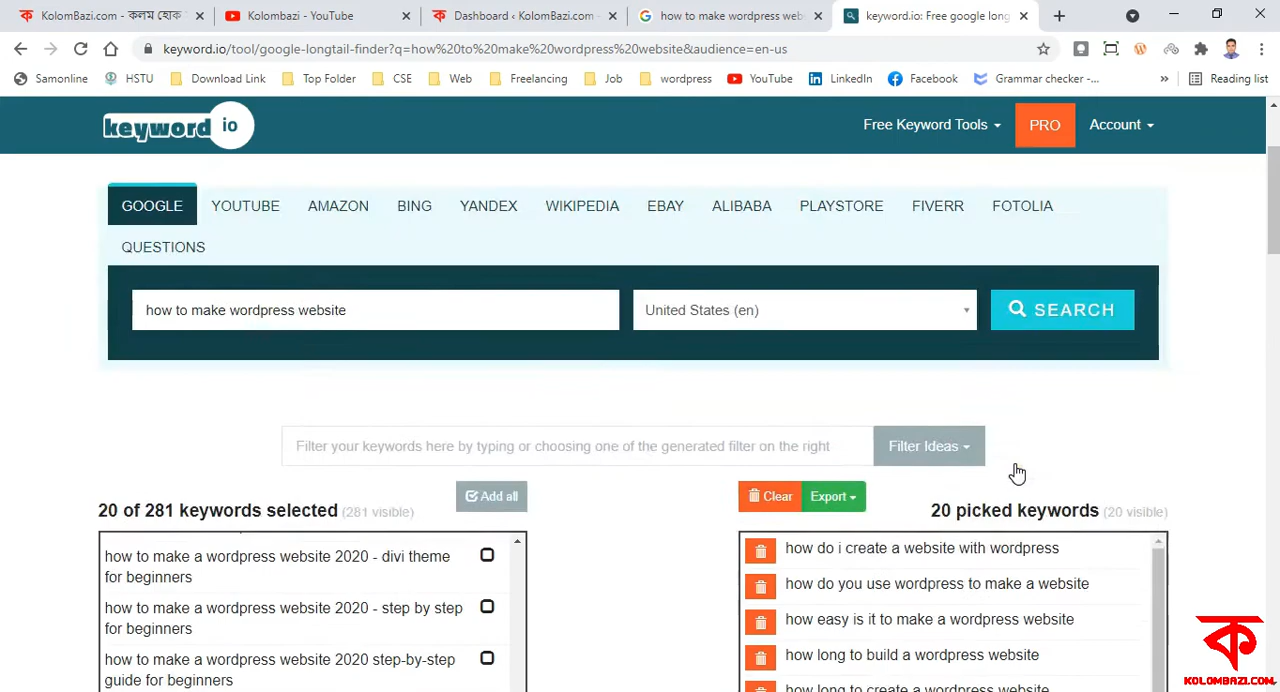 KolomBazi.com - কলম হোক
Kolombazi - YouTube
Dashboard ‹ KolomBazi.com -
how to make wordpress web
keyword.io: Free google long
keyword.io/tool/google-longtail-finder?q=how%20to%20make%20wordpress%20website&audience=en-us
Samonline
HSTU
Download Link
Top Folder
CSE
Web
Freelancing
Job
wordpress
YouTube
LinkedIn
Facebook
Grammar checker -...
»
Reading list
keyword io
Free Keyword Tools
PRO
Account
GOOGLE
YOUTUBE
AMAZON
BING
YANDEX
WIKIPEDIA
EBAY
ALIBABA
PLAYSTORE
FIVERR
FOTOLIA
QUESTIONS
how to make wordpress website
United States (en)
SEARCH
Filter your keywords here by typing or choosing one of the generated filter on the right
Filter Ideas
20 of 281 keywords selected (281 visible)
Add all
Clear
Export
20 picked keywords (20 visible)
how to make a wordpress website 2020 - divi theme
for beginners
how to make a wordpress website 2020 - step by step
for beginners
how to make a wordpress website 2020 step-by-step
guide for beginners
how do i create a website with wordpress
how do you use wordpress to make a website
how easy is it to make a wordpress website
how long to build a wordpress website
how long to create a wordpress website
ক
KOLOMBAZI.COM